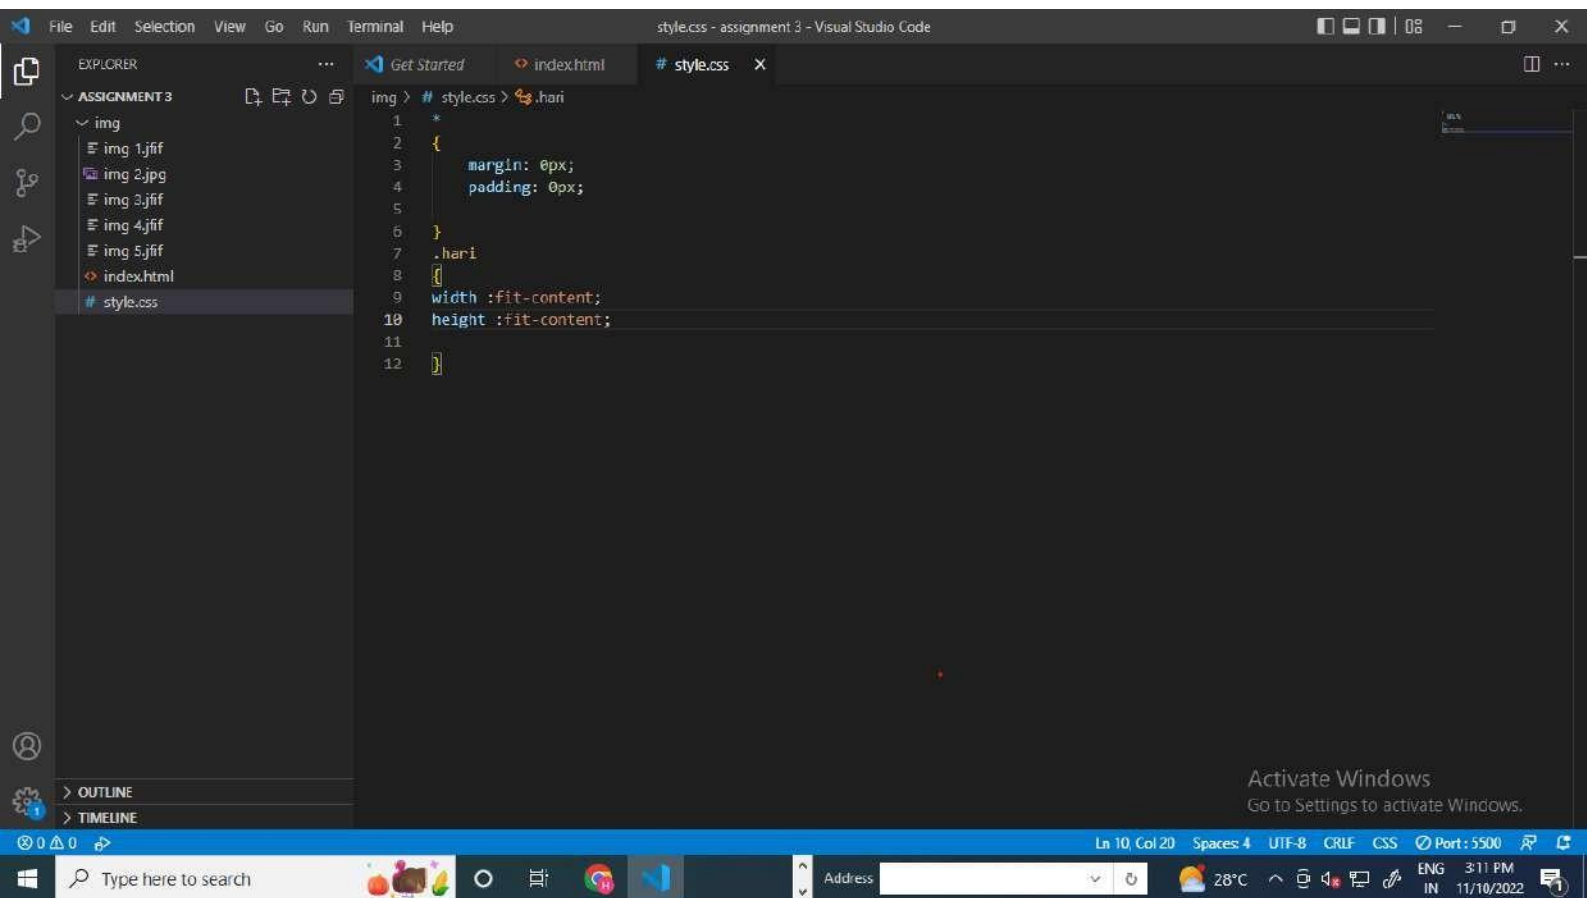 File Edit Selection View Go Run Terminal Help
style.css - assignment 3 - Visual Studio Code
EXPLORER
Get Started
index.html
# style.css
ASSIGNMENT 3
img > # style.css > .hari
img
img 1.jfif
img 2.jpg
img 3.jfif
img 4.jfif
img 5.jfif
index.html
# style.css
1 *
2 {
3 margin: 0px;
4 padding: 0px;
5
6 }
7 .hari
8 {
9 width :fit-content;
10 height :fit-content;
11
12 }
OUTLINE
TIMELINE
Activate Windows
Go to Settings to activate Windows.
0 0
Ln 10, Col 20 Spaces: 4 UTF-8 CRLF CSS Port : 5500
Type here to search
Address
28°C
ENG
IN
3:11 PM
11/10/2022